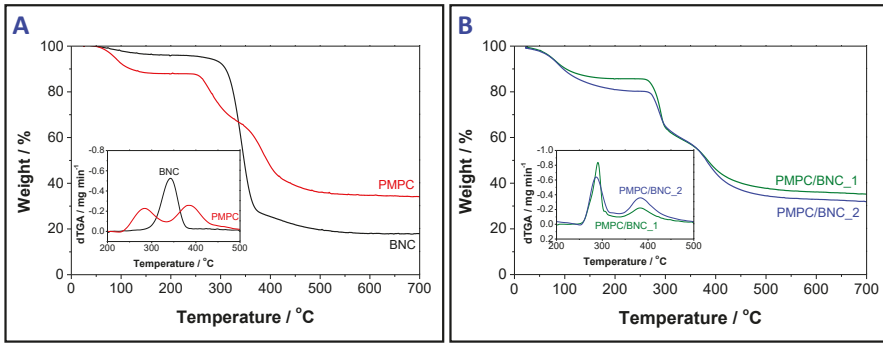 A
Weight / %
100
80
60
40
20
0
0 100 200 300 400 500 600 700
Temperature / °C
BNC
PMPC
dTGA / mg min-1
-0.8
-0.6
-0.4
-0.2
0.0
200 300 400 500
Temperature / °C
BNC
PMPC
B
Weight / %
100
80
60
40
20
0
0 100 200 300 400 500 600 700
Temperature / °C
PMPC/BNC_1
PMPC/BNC_2
dTGA / mg min-1
-1.0
-0.8
-0.6
-0.4
-0.2
0.0
0.2
200 300 400 500
Temperature / °C
PMPC/BNC_2
PMPC/BNC_1